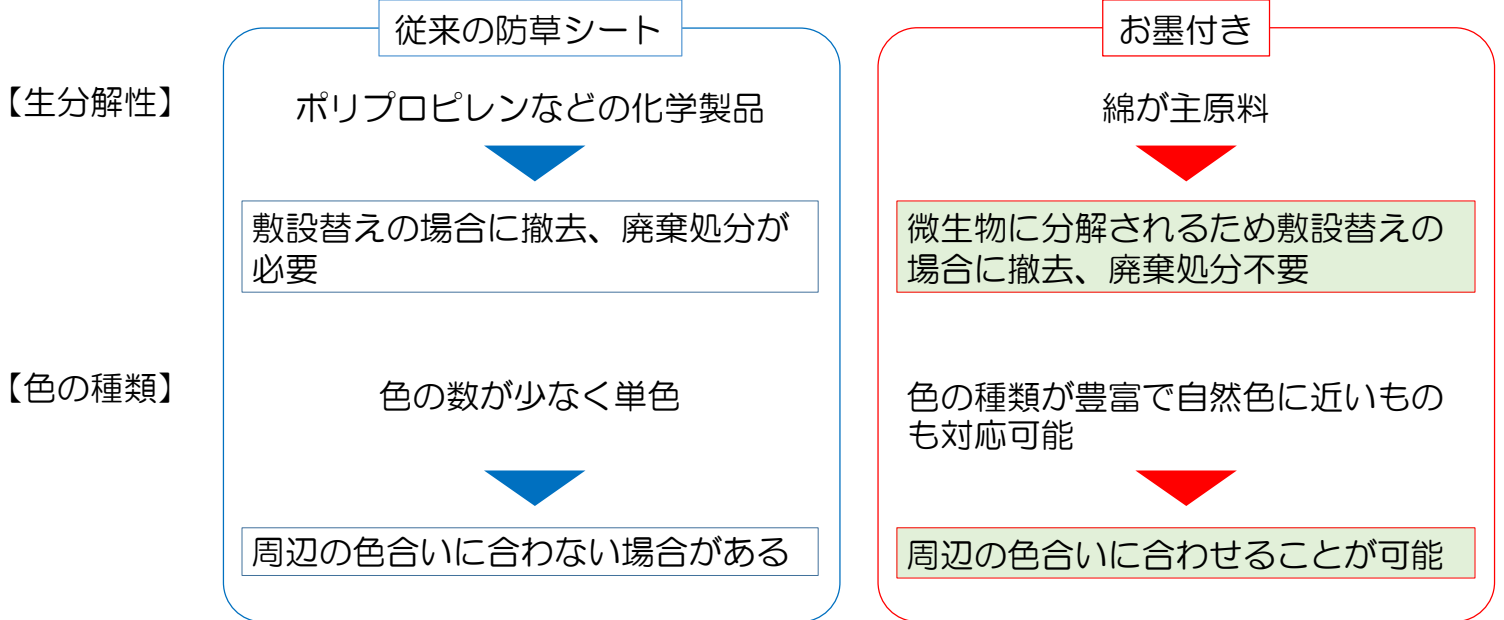 従来の防草シート
お墨付き
【生分解性】
ポリプロピレンなどの化学製品
綿が主原料
敷設替えの場合に撤去、廃棄処分が
必要
微生物に分解されるため敷設替えの
場合に撤去、廃棄処分不要
【色の種類】
色の数が少なく単色
色の種類が豊富で自然色に近いもの
も対応可能
周辺の色合いに合わない場合がある
周辺の色合いに合わせることが可能